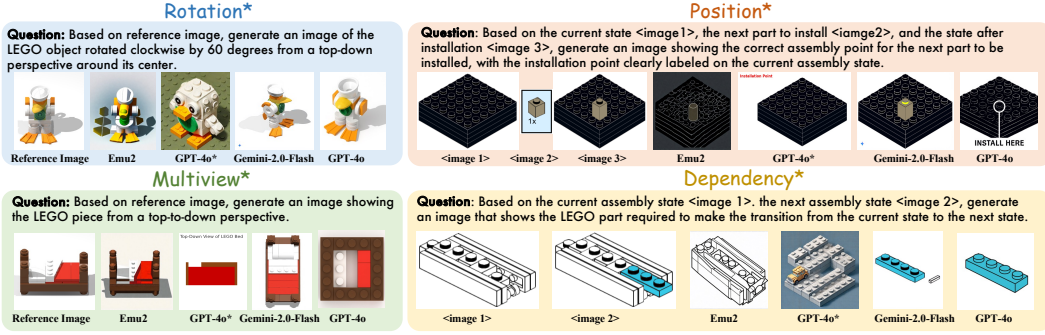 Rotation*
Question: Based on reference image, generate an image of the
LEGO object rotated clockwise by 60 degrees from a top-down
perspective around its center.
Reference Image Emu2 GPT-4o* Gemini-2.0-Flash GPT-4o
Position*
Question: Based on the current state <image1>, the next part to install <iamge2>, and the state after
installation <image 3>, generate an image showing the correct assembly point for the next part to be
installed, with the installation point clearly labeled on the current assembly state.
Installation Point
1x
INSTALL HERE
<image 1> <image 2> <image 3> Emu2 GPT-4o* Gemini-2.0-Flash GPT-4o
Multiview*
Question: Based on reference image, generate an image showing
the LEGO piece from a top-to-down perspective.
Top-Down View of LEGO Bed
Reference Image Emu2 GPT-4o* Gemini-2.0-Flash GPT-4o
Dependency*
Question: Based on the current assembly state <image 1>. the next assembly state <image 2>, generate
an image that shows the LEGO part required to make the transition from the current state to the next state.
<image 1> <image 2> Emu2 GPT-4o* Gemini-2.0-Flash GPT-4o